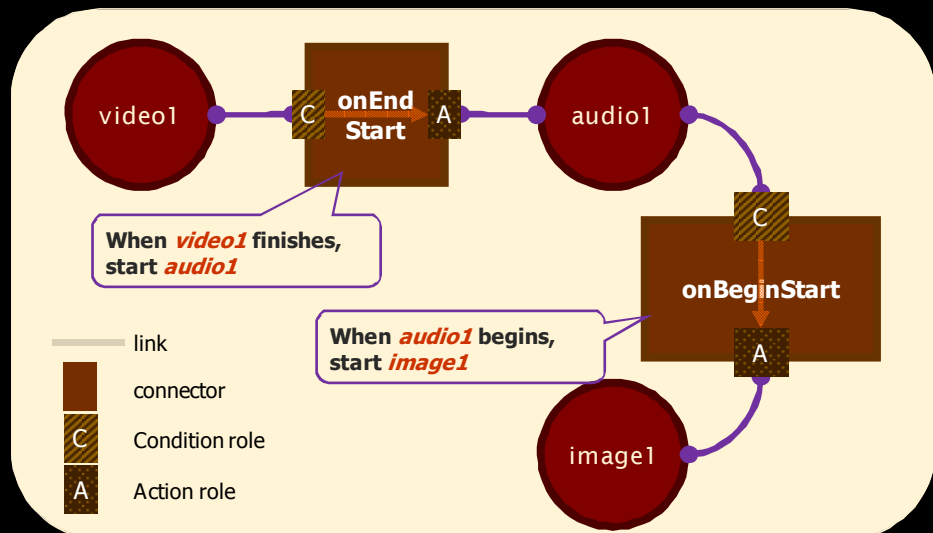 video1
C
onEnd
Start
A
audio1
When video1 finishes,
start audio1
C
onBeginStart
A
When audio1 begins,
start image1
image1
link
connector
C
Condition role
A
Action role